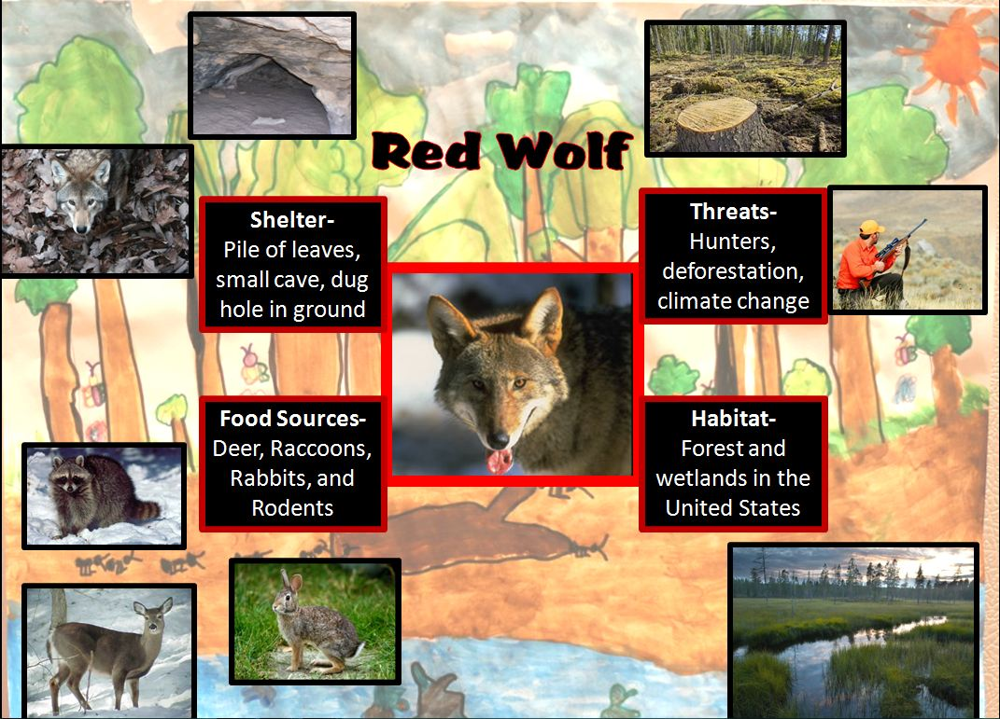 Red Wolf
Shelter-
Pile of leaves,
small cave, dug
hole in ground
Threats-
Hunters,
deforestation,
climate change
Food Sources-
Deer, Raccoons,
Rabbits, and
Rodents
Habitat-
Forest and
wetlands in the
United States